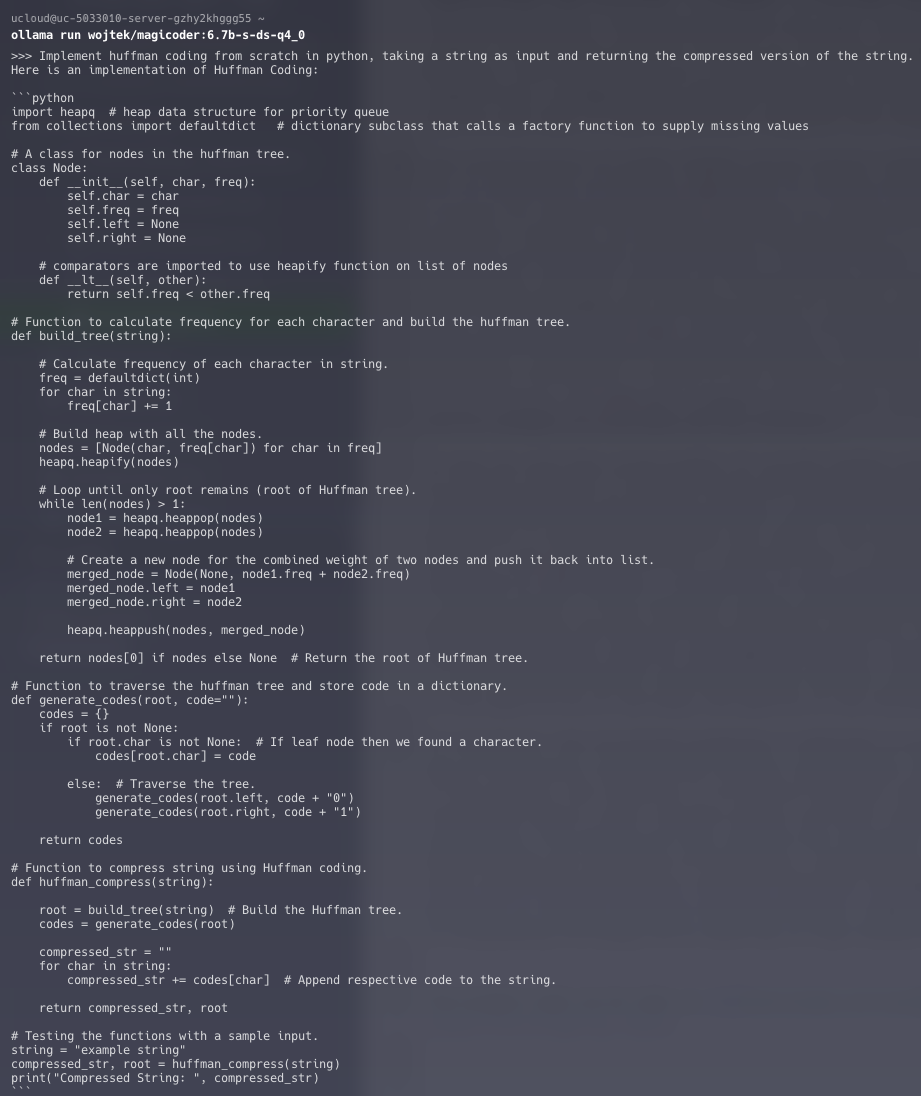 ucloud@uc-5033010-server-gzhy2khggg55 ~
ollama run wojtek/magicoder:6.7b-s-ds-q4_0
>>> Implement huffman coding from scratch in python, taking a string as input and returning the compressed version of the string.
Here is an implementation of Huffman Coding:

```python
import heapq  # heap data structure for priority queue
from collections import defaultdict   # dictionary subclass that calls a factory function to supply missing values

# A class for nodes in the huffman tree.
class Node:
    def __init__(self, char, freq):
        self.char = char
        self.freq = freq
        self.left = None
        self.right = None

    # comparators are imported to use heapify function on list of nodes
    def __lt__(self, other):
        return self.freq < other.freq

# Function to calculate frequency for each character and build the huffman tree.
def build_tree(string):

    # Calculate frequency of each character in string.
    freq = defaultdict(int)
    for char in string:
        freq[char] += 1

    # Build heap with all the nodes.
    nodes = [Node(char, freq[char]) for char in freq]
    heapq.heapify(nodes)

    # Loop until only root remains (root of Huffman tree).
    while len(nodes) > 1:
        node1 = heapq.heappop(nodes)
        node2 = heapq.heappop(nodes)

        # Create a new node for the combined weight of two nodes and push it back into list.
        merged_node = Node(None, node1.freq + node2.freq)
        merged_node.left = node1
        merged_node.right = node2

        heapq.heappush(nodes, merged_node)

    return nodes[0] if nodes else None  # Return the root of Huffman tree.

# Function to traverse the huffman tree and store code in a dictionary.
def generate_codes(root, code=""):
    codes = {}
    if root is not None:
        if root.char is not None:  # If leaf node then we found a character.
            codes[root.char] = code

        else:  # Traverse the tree.
            generate_codes(root.left, code + "0")
            generate_codes(root.right, code + "1")

    return codes

# Function to compress string using Huffman coding.
def huffman_compress(string):

    root = build_tree(string)  # Build the Huffman tree.
    codes = generate_codes(root)

    compressed_str = ""
    for char in string:
        compressed_str += codes[char]  # Append respective code to the string.

    return compressed_str, root

# Testing the functions with a sample input.
string = "example string"
compressed_str, root = huffman_compress(string)
print("Compressed String: ", compressed_str)
```